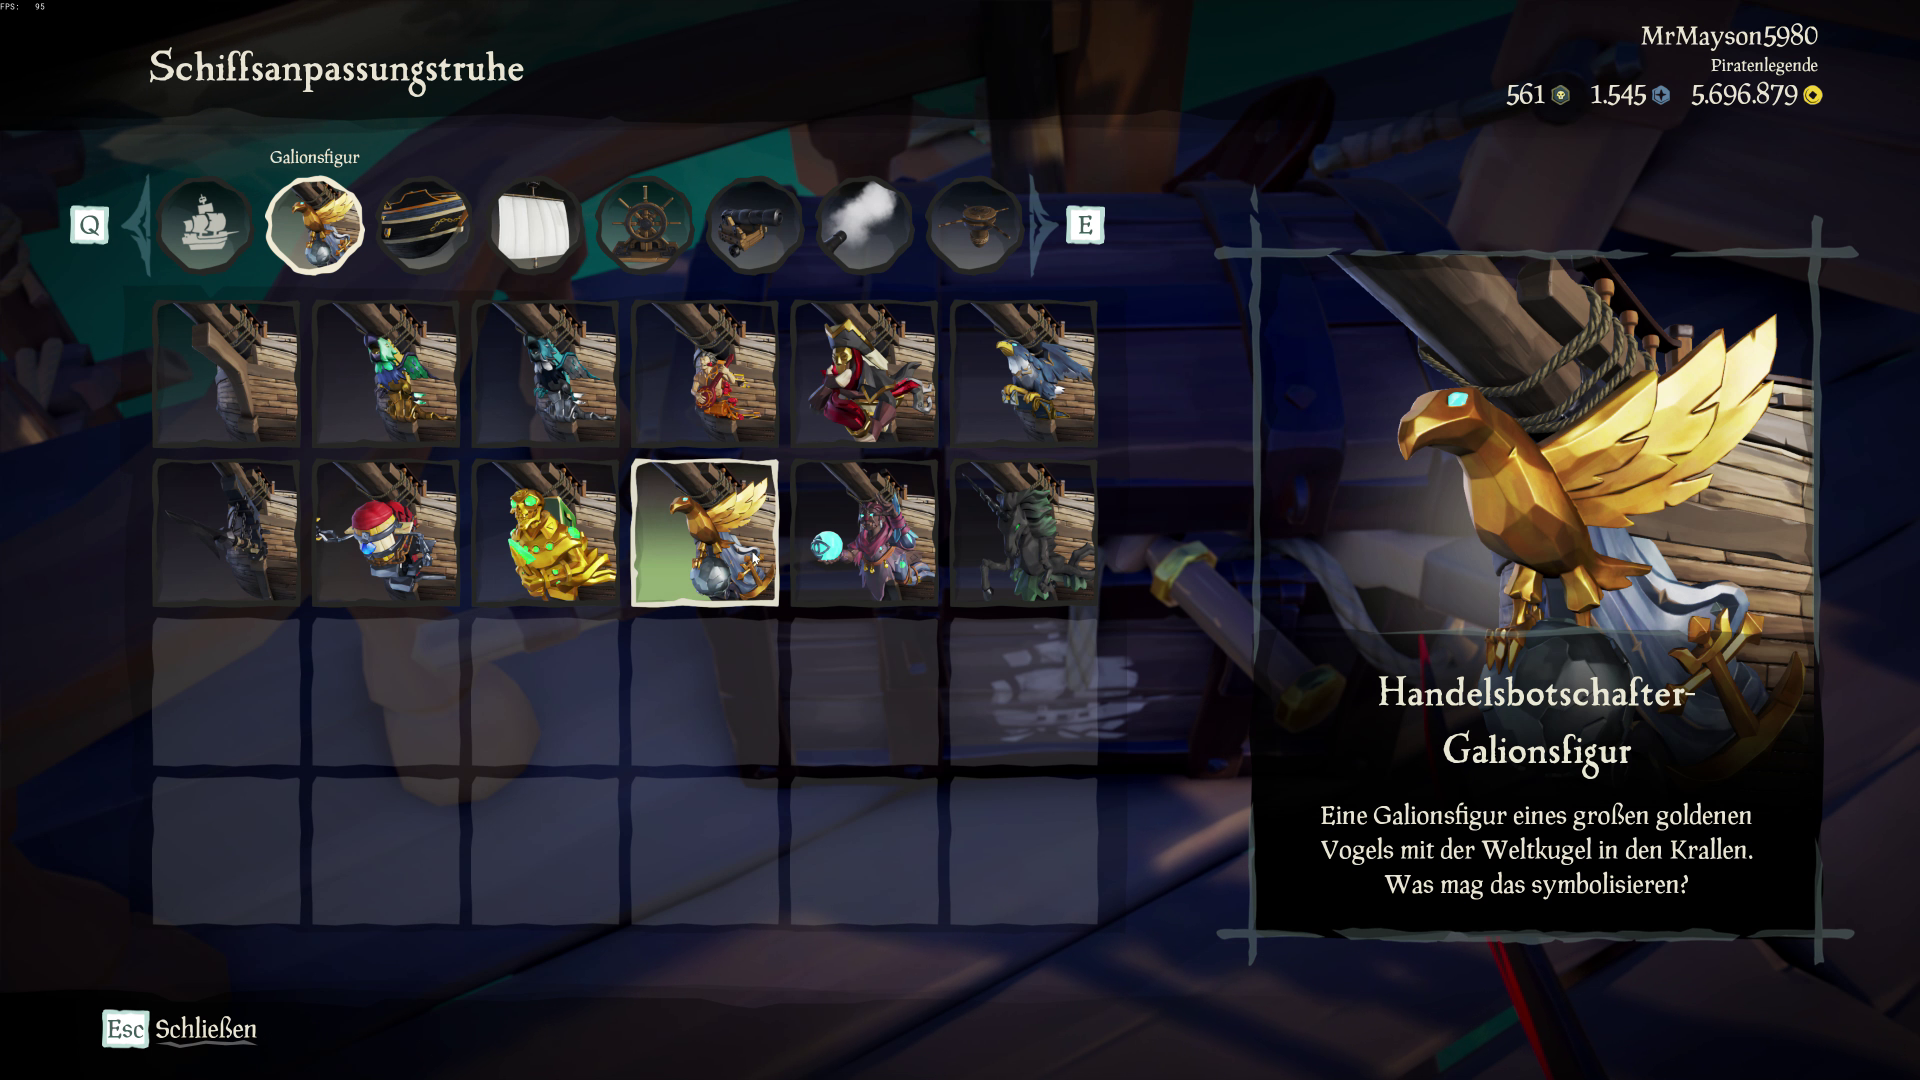 FPS: 95
Schiffsanpassungstruhe
MrMayson5980
Piratenlegende
561 1.545 5.696.879
Galionsfigur
Q
E
Handelsbotschafter-
Galionsfigur
Eine Galionsfigur eines großen goldenen
Vogels mit der Weltkugel in den Krallen.
Was mag das symbolisieren?
Esc Schließen